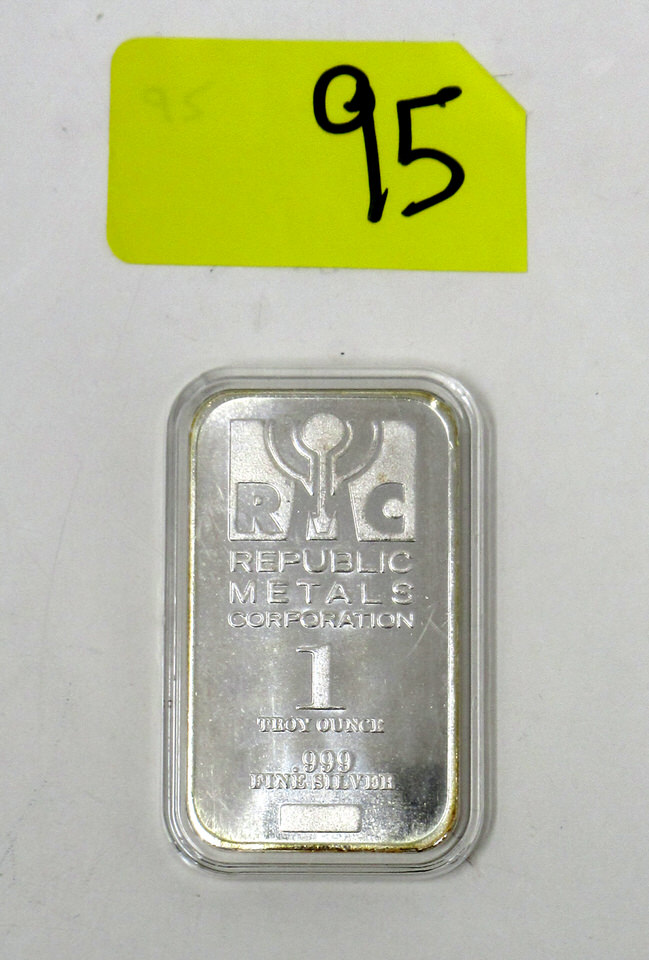 95
95
RMC
REPUBLIC
METALS
CORPORATION
1
TROY OUNCE
.999
FINE SILVER